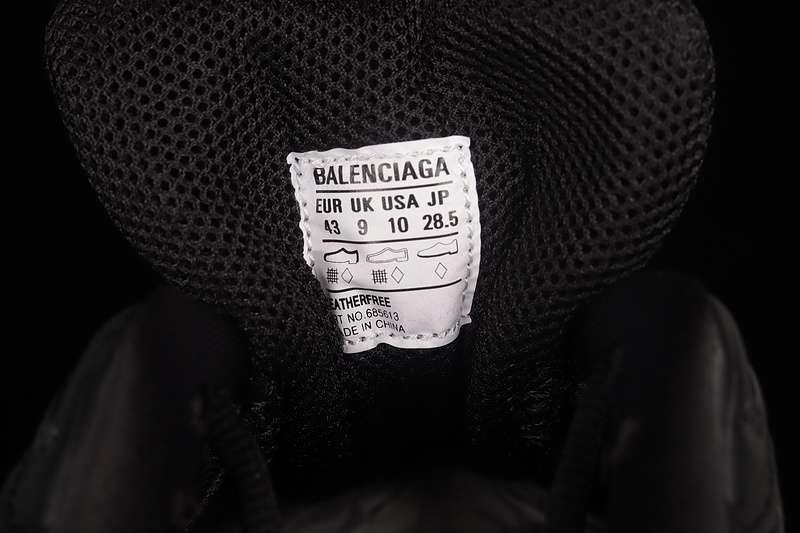 BALENCIAGA
EUR UK USA JP
43 9 10 28.5
EATHERFREE
T NO.685613
DE IN CHINA